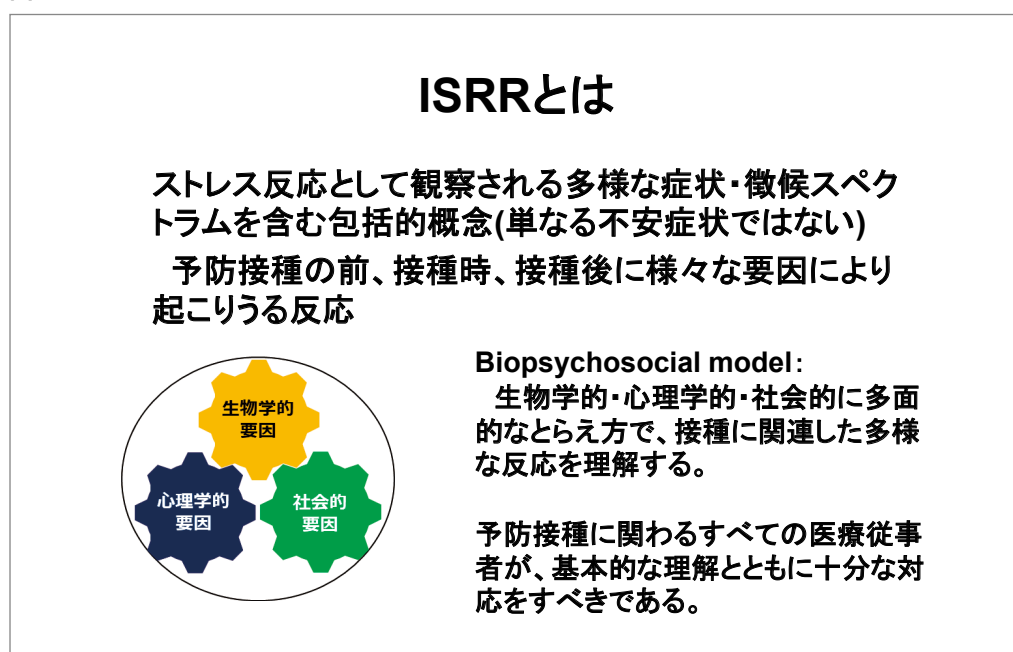 ISRRとは
ストレス反応として観察される多様な症状・徴候スペク
トラムを含む包括的概念(単なる不安症状ではない)
予防接種の前、接種時、接種後に様々な要因により
起こりうる反応
生物学的
要因
心理学的
要因
社会的
要因
Biopsychosocial model：
生物学的・心理学的・社会的に多面
的なとらえ方で、接種に関連した多様
な反応を理解する。
予防接種に関わるすべての医療従事
者が、基本的な理解とともに十分な対
応をすべきである。